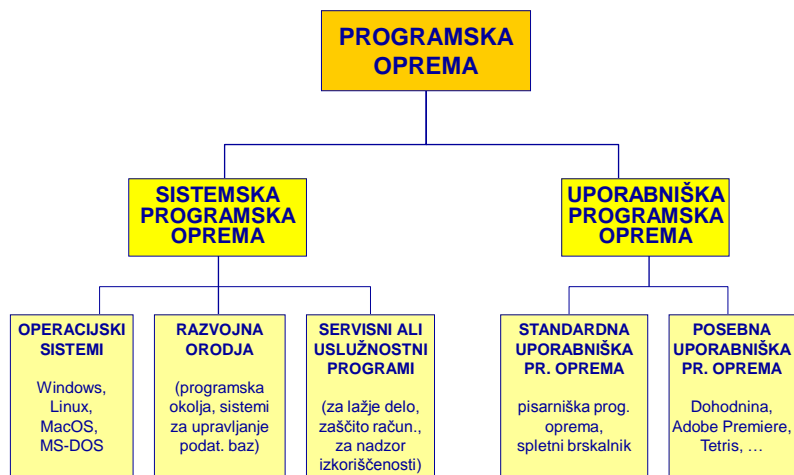 PROGRAMSKA
OPREMA
SISTEMSKA
PROGRAMSKA
OPREMA
UPORABNIŠKA
PROGRAMSKA
OPREMA
OPERACIJSKI
SISTEMI
Windows,
Linux,
MacOS,
MS-DOS
RAZVOJNA
ORODJA
(programska
okolja, sistemi
za upravljanje
podat. baz)
SERVISNI ALI
USLUŽNOSTNI
PROGRAMI
(za lažje delo,
zaščito račun.,
za nadzor
izkoriščenosti)
STANDARDNA
UPORABNIŠKA
PR. OPREMA
pisarniška prog.
oprema,
spletni brskalnik
POSEBNA
UPORABNIŠKA
PR. OPREMA
Dohodnina,
Adobe Premiere,
Tetris, …